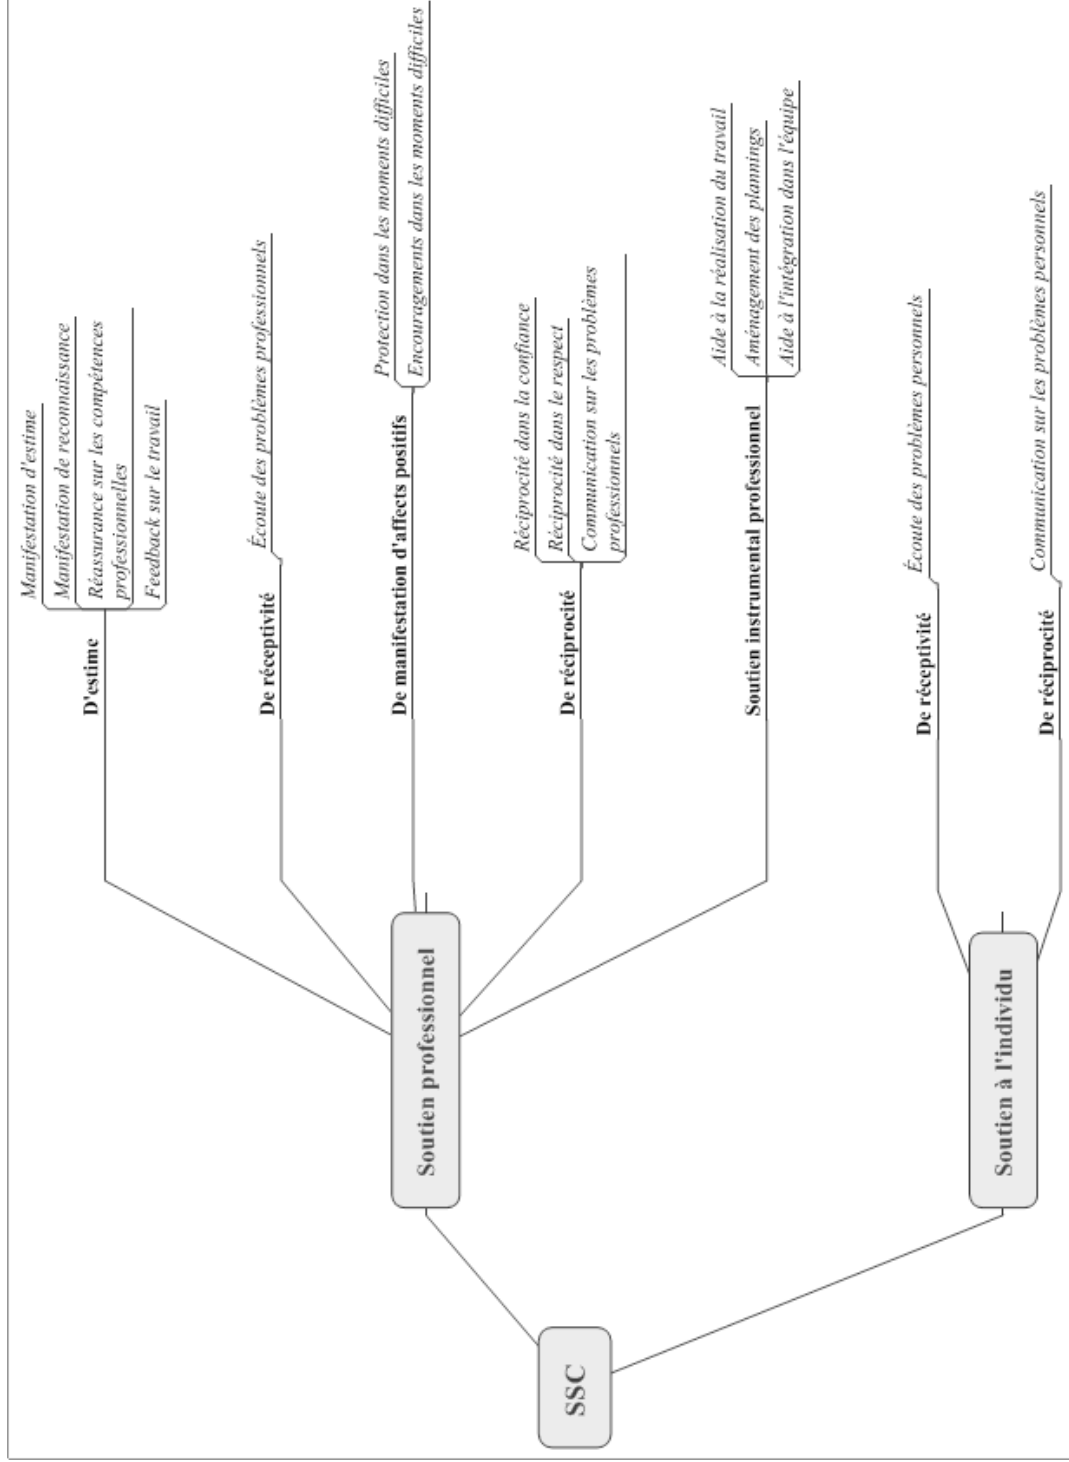 SSC
Soutien professionnel
D'estime
Manifestation d'estime
Manifestation de reconnaissance
Réassurance sur les compétences
professionnelles
Feedback sur le travail
De réceptivité
Écoute des problèmes professionnels
De manifestation d'affects positifs
Protection dans les moments difficiles
Encouragements dans les moments difficiles
De réciprocité
Réciprocité dans la confiance
Réciprocité dans le respect
Communication sur les problèmes
professionnels
Soutien instrumental professionnel
Aide à la réalisation du travail
Aménagement des plannings
Aide à l'intégration dans l'équipe
Soutien à l'individu
De réceptivité
Écoute des problèmes personnels
De réciprocité
Communication sur les problèmes personnels